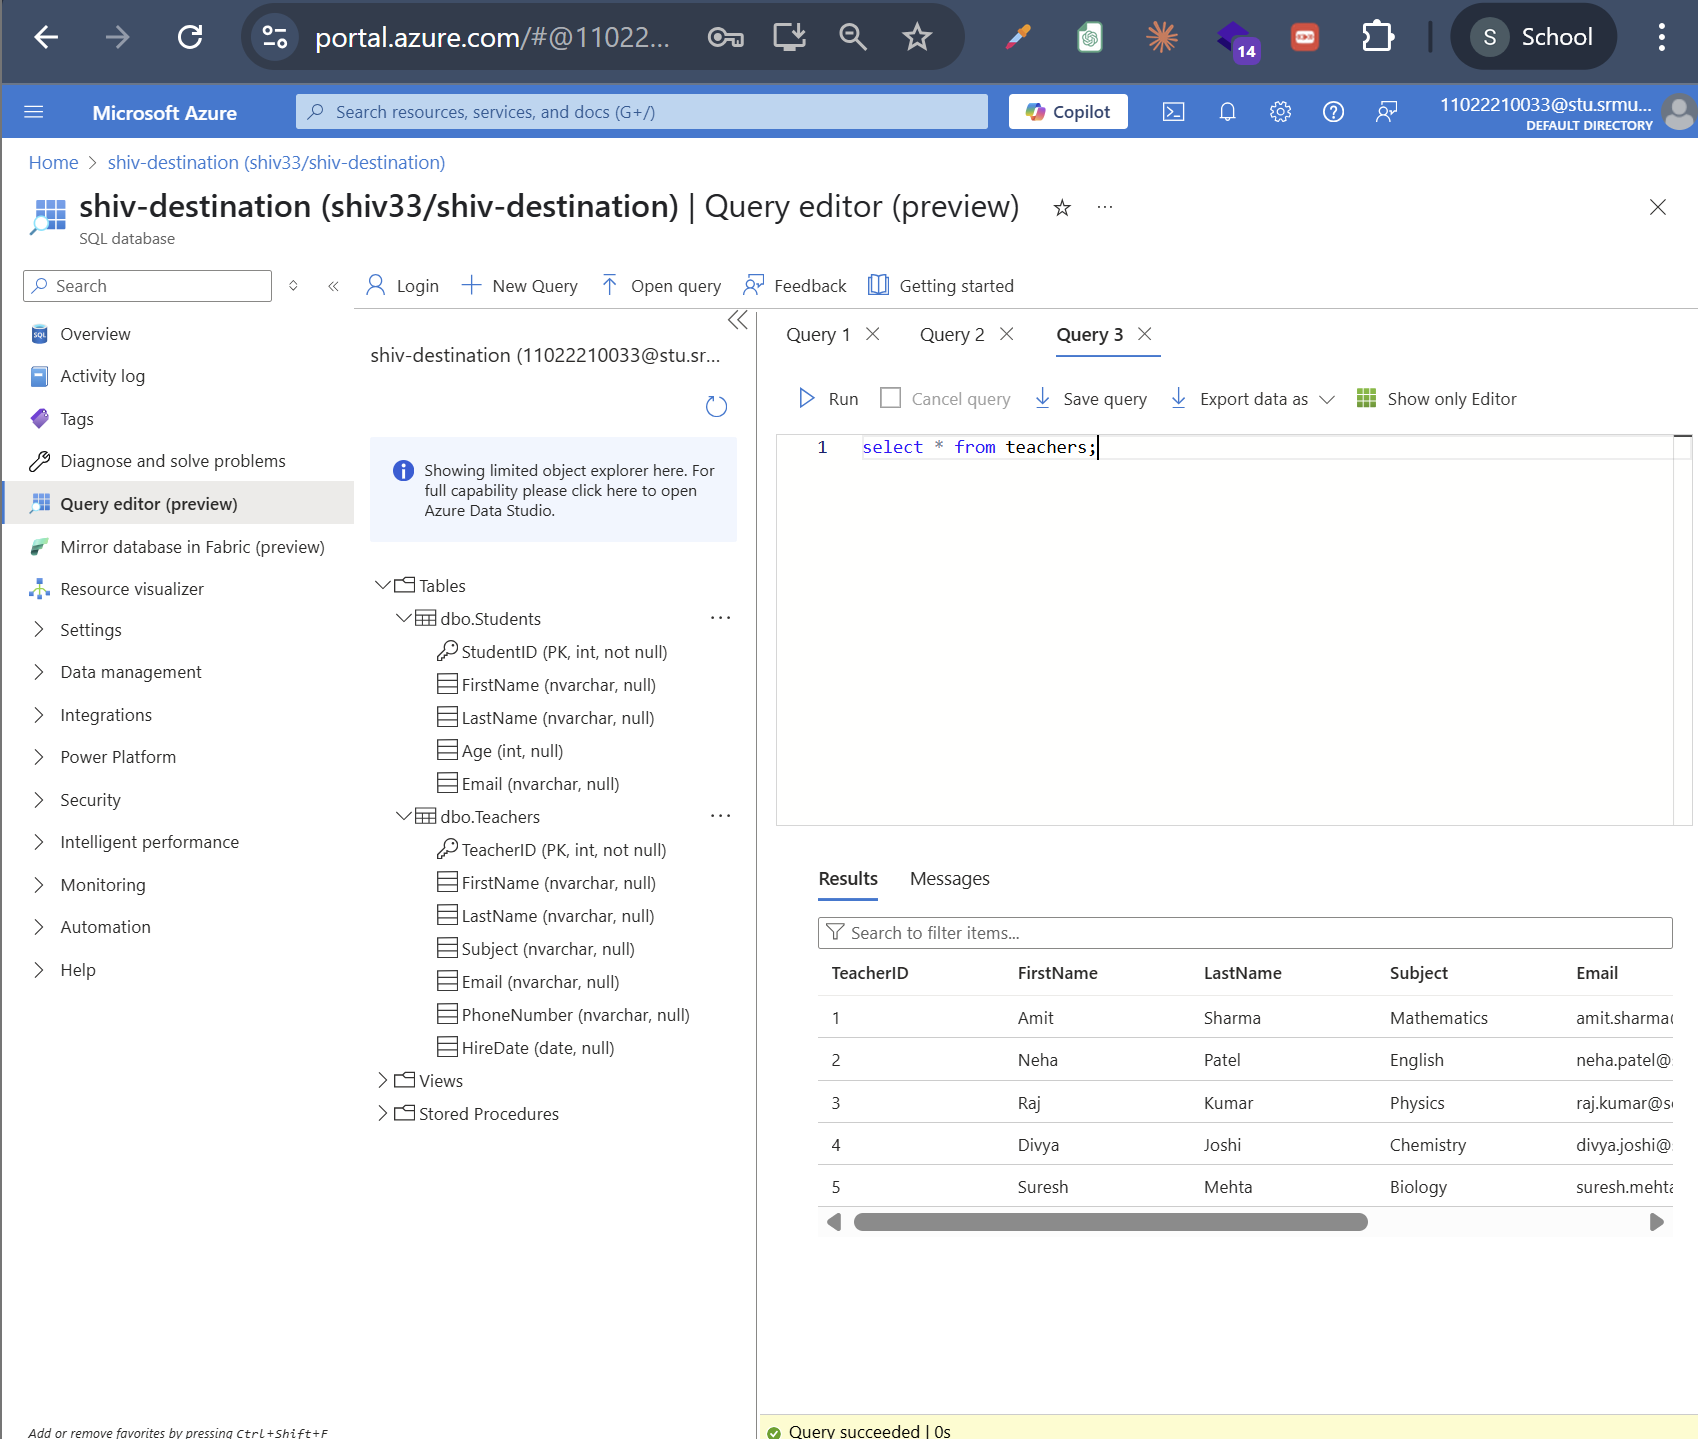 portal.azure.com/#@11022...
14
S School
Microsoft Azure
Search resources, services, and docs (G+/)
Copilot
11022210033@stu.srmu...
DEFAULT DIRECTORY
Home > shiv-destination (shiv33/shiv-destination)
shiv-destination (shiv33/shiv-destination) | Query editor (preview)
...
SQL database
Search
Login
New Query
Open query
Feedback
Getting started
SQL Overview
Activity log
Tags
Diagnose and solve problems
Query editor (preview)
Mirror database in Fabric (preview)
Resource visualizer
Settings
Data management
Integrations
Power Platform
Security
Intelligent performance
Monitoring
Automation
Help
Add or remove favorites by pressing Ctrl+Shift+F
shiv-destination (11022210033@stu.sr...
Showing limited object explorer here. For
full capability please click here to open
Azure Data Studio.
Tables
dbo.Students ...
StudentID (PK, int, not null)
FirstName (nvarchar, null)
LastName (nvarchar, null)
Age (int, null)
Email (nvarchar, null)
dbo.Teachers ...
TeacherID (PK, int, not null)
FirstName (nvarchar, null)
LastName (nvarchar, null)
Subject (nvarchar, null)
Email (nvarchar, null)
PhoneNumber (nvarchar, null)
HireDate (date, null)
Views
Stored Procedures
Query 1 Query 2 Query 3
Run Cancel query Save query Export data as Show only Editor
1 select * from teachers;
Results Messages
Search to filter items...
TeacherID FirstName LastName Subject Email
1 Amit Sharma Mathematics amit.sharma@
2 Neha Patel English neha.patel@
3 Raj Kumar Physics raj.kumar@s
4 Divya Joshi Chemistry divya.joshi@
5 Suresh Mehta Biology suresh.mehta
Query succeeded | 0s